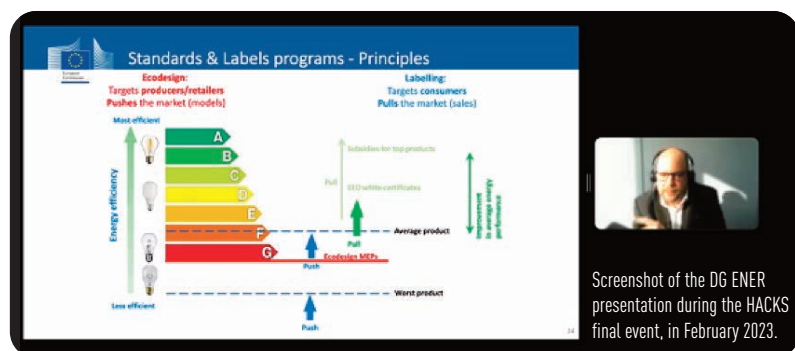 European
Commission
Standards & Labels programs - Principles
Ecodesign:
Targets producers/retailers
Pushes the market (models)
Labelling:
Targets consumers
Pulls the market (sales)
Most efficient
Energy efficiency
Less efficient
A
B
C
D
E
F
G
Pull
Subsidies for top products
EEO white certificates
Pull
Improvement
in average energy
performance
Average product
Push
Ecodesign MEPs
Worst product
Push
14
Screenshot of the DG ENER
presentation during the HACKS
final event, in February 2023.